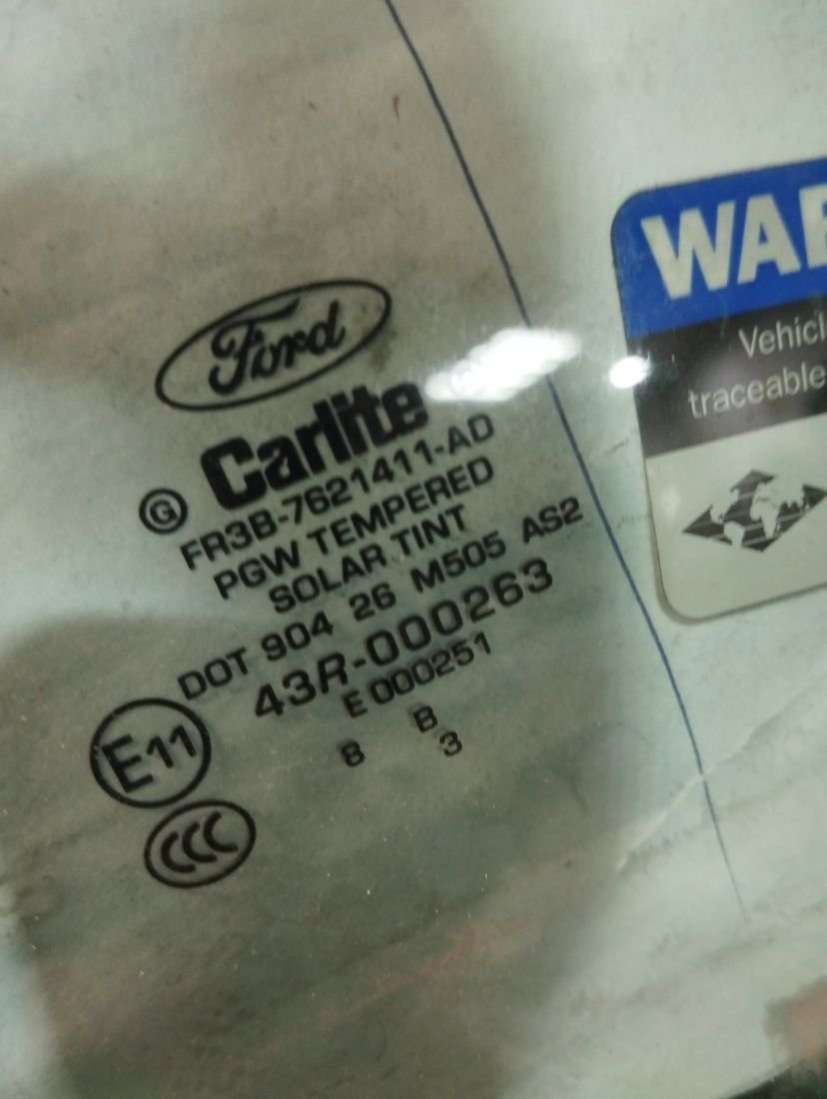 Ford
Carlite
G
FR3B-7621411-AD
PGW TEMPERED
SOLAR TINT
DOT 904 26 M505 AS2
43R-000263
E 000251
E11
8 B
3
CCC
WAR
Vehicl
traceable